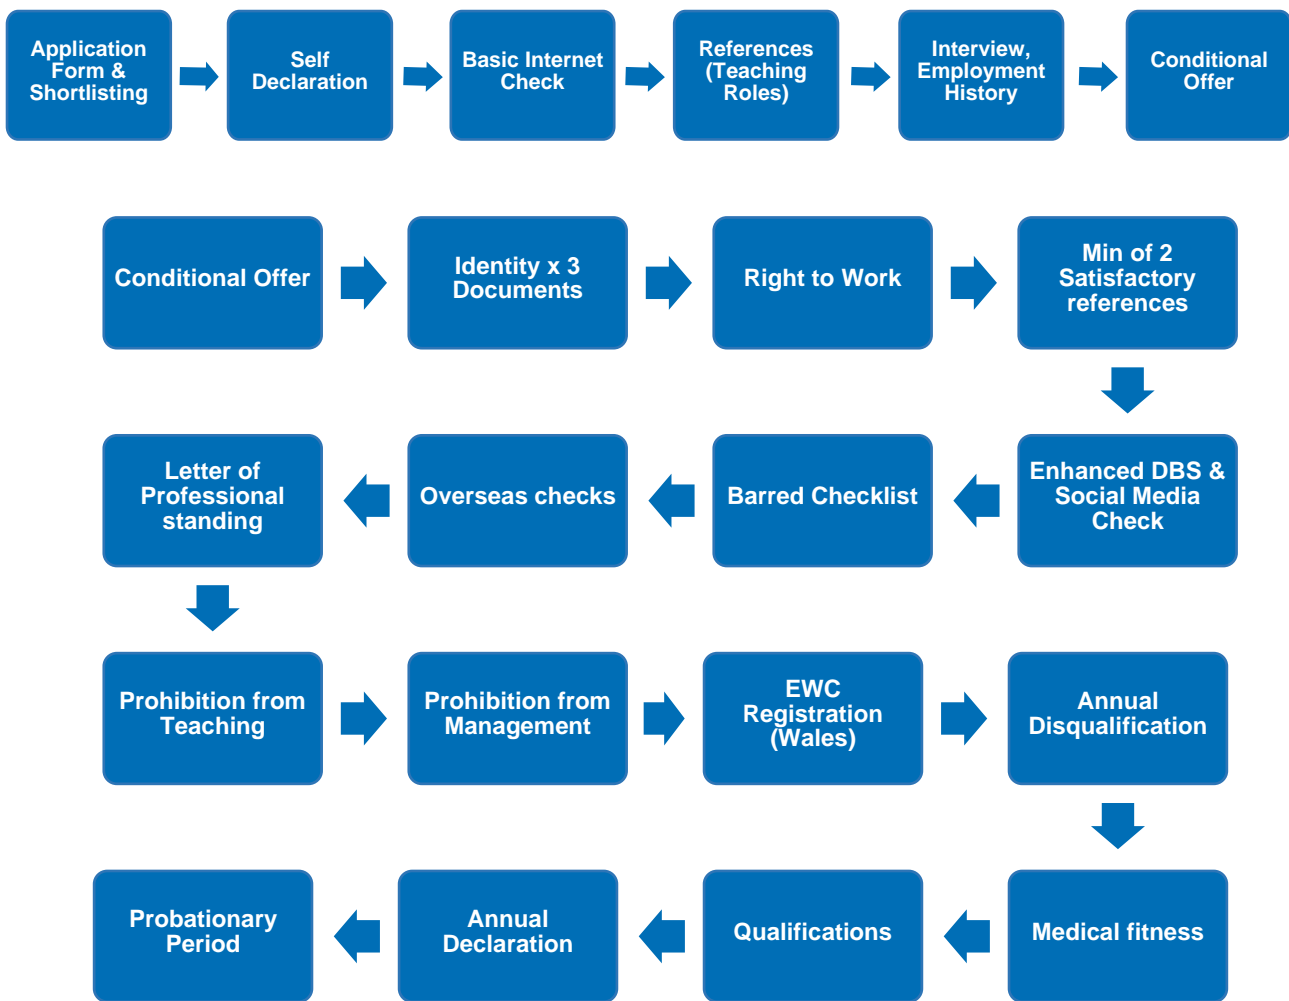 Application
Form &
Shortlisting
Self
Declaration
Basic Internet
Check
References
(Teaching
Roles)
Interview,
Employment
History
Conditional
Offer
Conditional Offer
Identity x 3
Documents
Right to Work
Min of 2
Satisfactory
references
Enhanced DBS &
Social Media
Check
Barred Checklist
Overseas checks
Letter of
Professional
standing
Prohibition from
Teaching
Prohibition from
Management
EWC
Registration
(Wales)
Annual
Disqualification
Medical fitness
Qualifications
Annual
Declaration
Probationary
Period